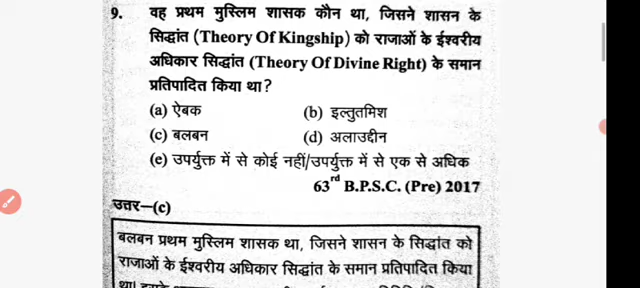 9. वह प्रथम मुस्लिम शासक कौन था, जिसने शासन के
सिद्धांत (Theory Of Kingship) को राजाओं के ईश्वरीय
अधिकार सिद्धांत (Theory Of Divine Right) के समान
प्रतिपादित किया था?
(a) ऐबक (b) इल्तुतमिश
(c) बलबन (d) अलाउद्दीन
(e) उपर्युक्त में से कोई नहीं/उपर्युक्त में से एक से अधिक
63rd B.P.S.C. (Pre) 2017
उत्तर—(c)
बलबन प्रथम मुस्लिम शासक था, जिसने शासन के सिद्धांत को
राजाओं के ईश्वरीय अधिकार सिद्धांत के समान प्रतिपादित किया
था।